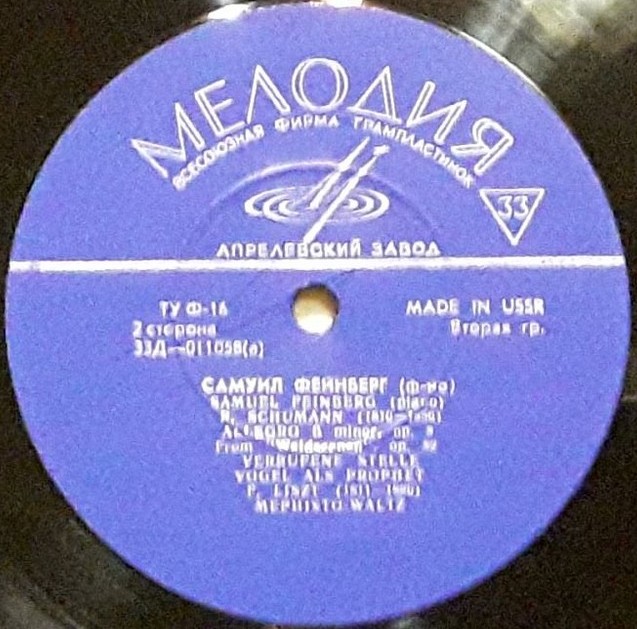 МЕЛОДИЯ
ВСЕСОЮЗНАЯ ФИРМА ГРАМПЛАСТИНОК
33
АПРЕЛЕВСКИЙ ЗАВОД
ТУ Ф-16
MADE IN USSR
2 сторона
Вторая гр.
33Д—011058(а)
САМУИЛ ФЕЙНБЕРГ (ф-но)
SAMUEL FEINBERG (piano)
R. SCHUMANN (1810–1856)
ALLEGRO B minor, op. 8
From "Waldszenen" op. 82
VERRUFENE STELLE
VOGEL ALS PROPHET
F. LISZT (1811–1886)
MEPHISTO-WALTZ